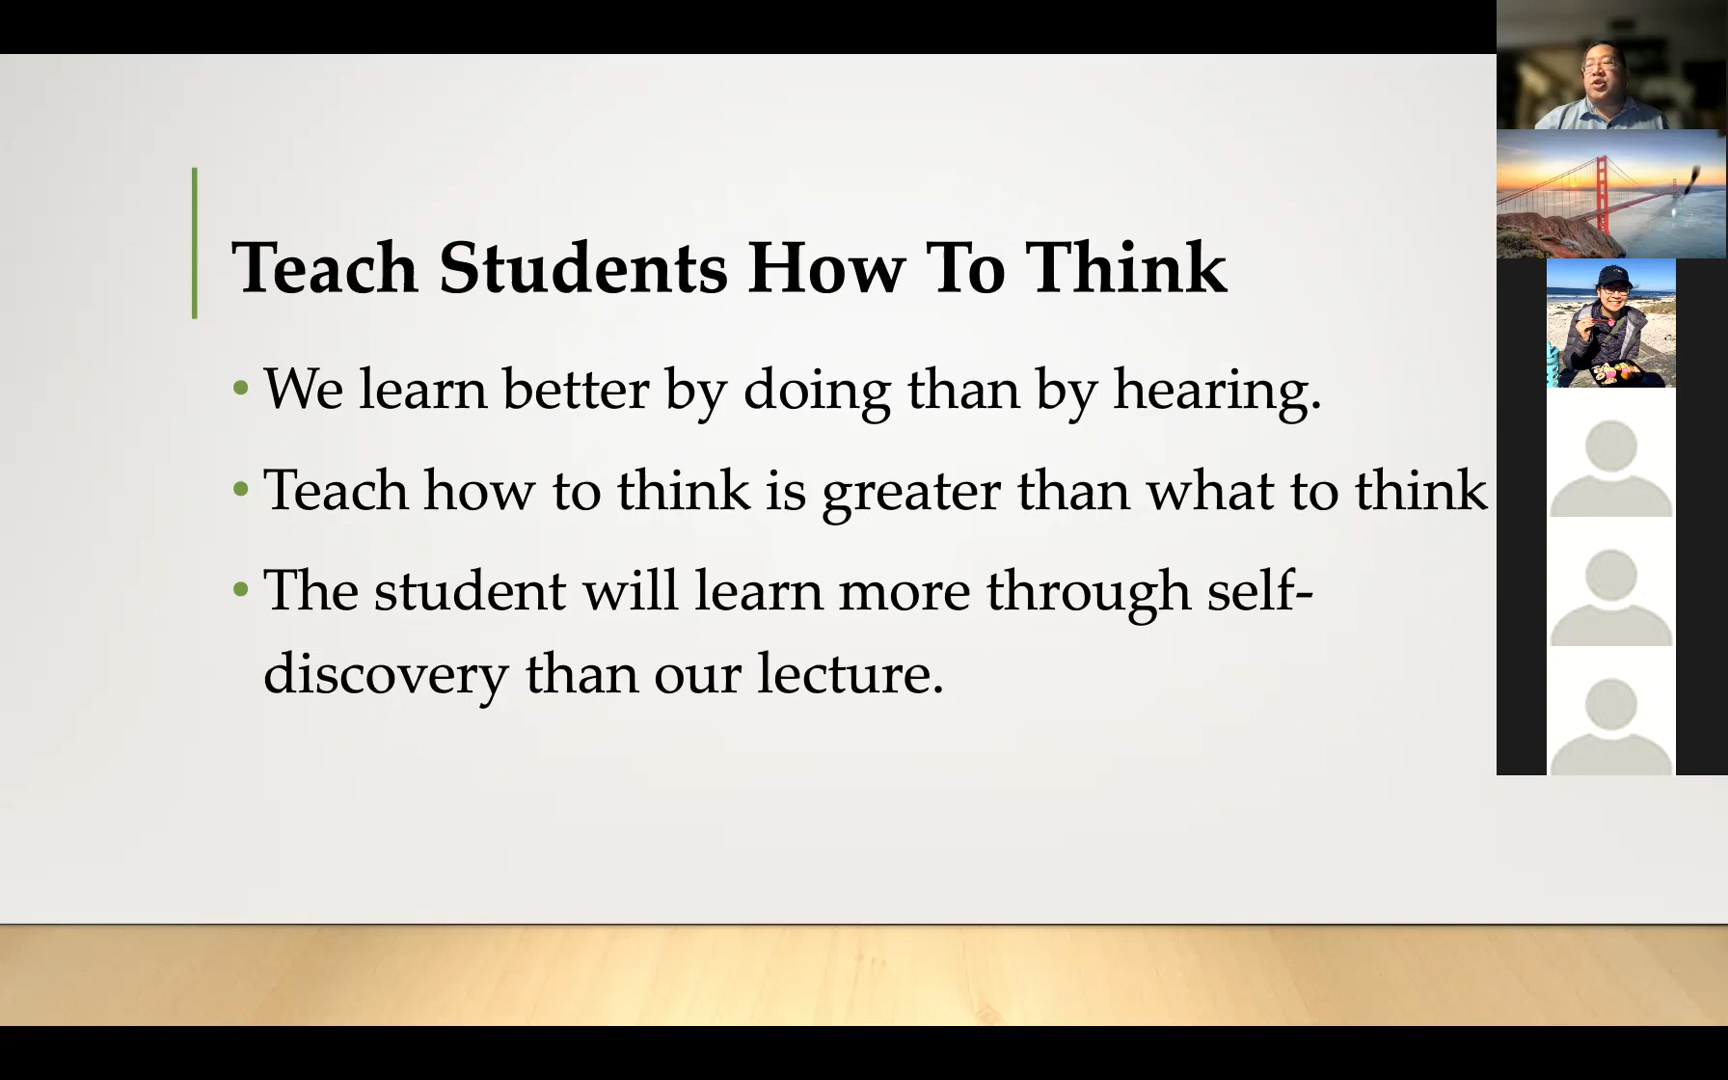 Teach Students How To Think
• We learn better by doing than by hearing.
• Teach how to think is greater than what to think
• The student will learn more through self-
discovery than our lecture.